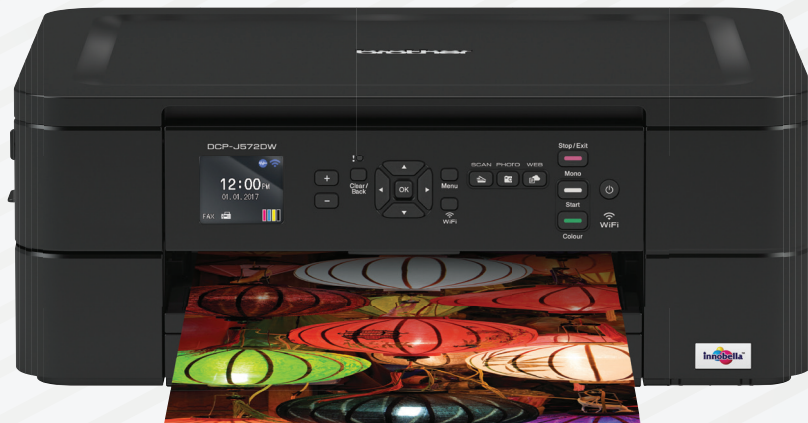 brother
DCP-J572DW
12:00PM
01.01.2017
FAX
+
-
!
Clear/
Back
OK
Menu
WiFi
SCAN PHOTO WEB
Stop/Exit
Mono
Start
Colour
WiFi
innobella™